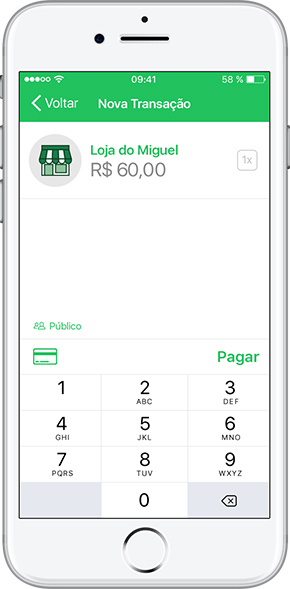 09:41 58 %
Voltar Nova Transação
Loja do Miguel
R$ 60,00 1x
Público
Pagar
1 2 3
ABC DEF
4 5 6
GHI JKL MNO
7 8 9
PQRS TUV WXYZ
0